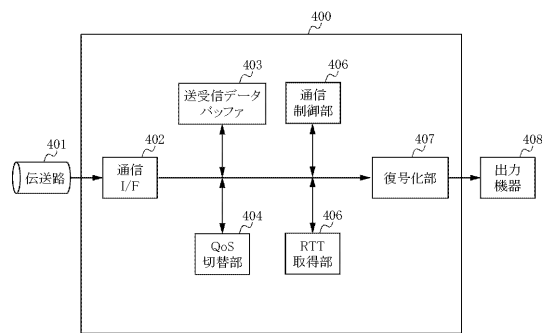 400
403
送受信データ
バッファ
406
通信
制御部
401
伝送路
402
通信
I/F
407
復号化部
408
出力
機器
404
QoS
切替部
406
RTT
取得部